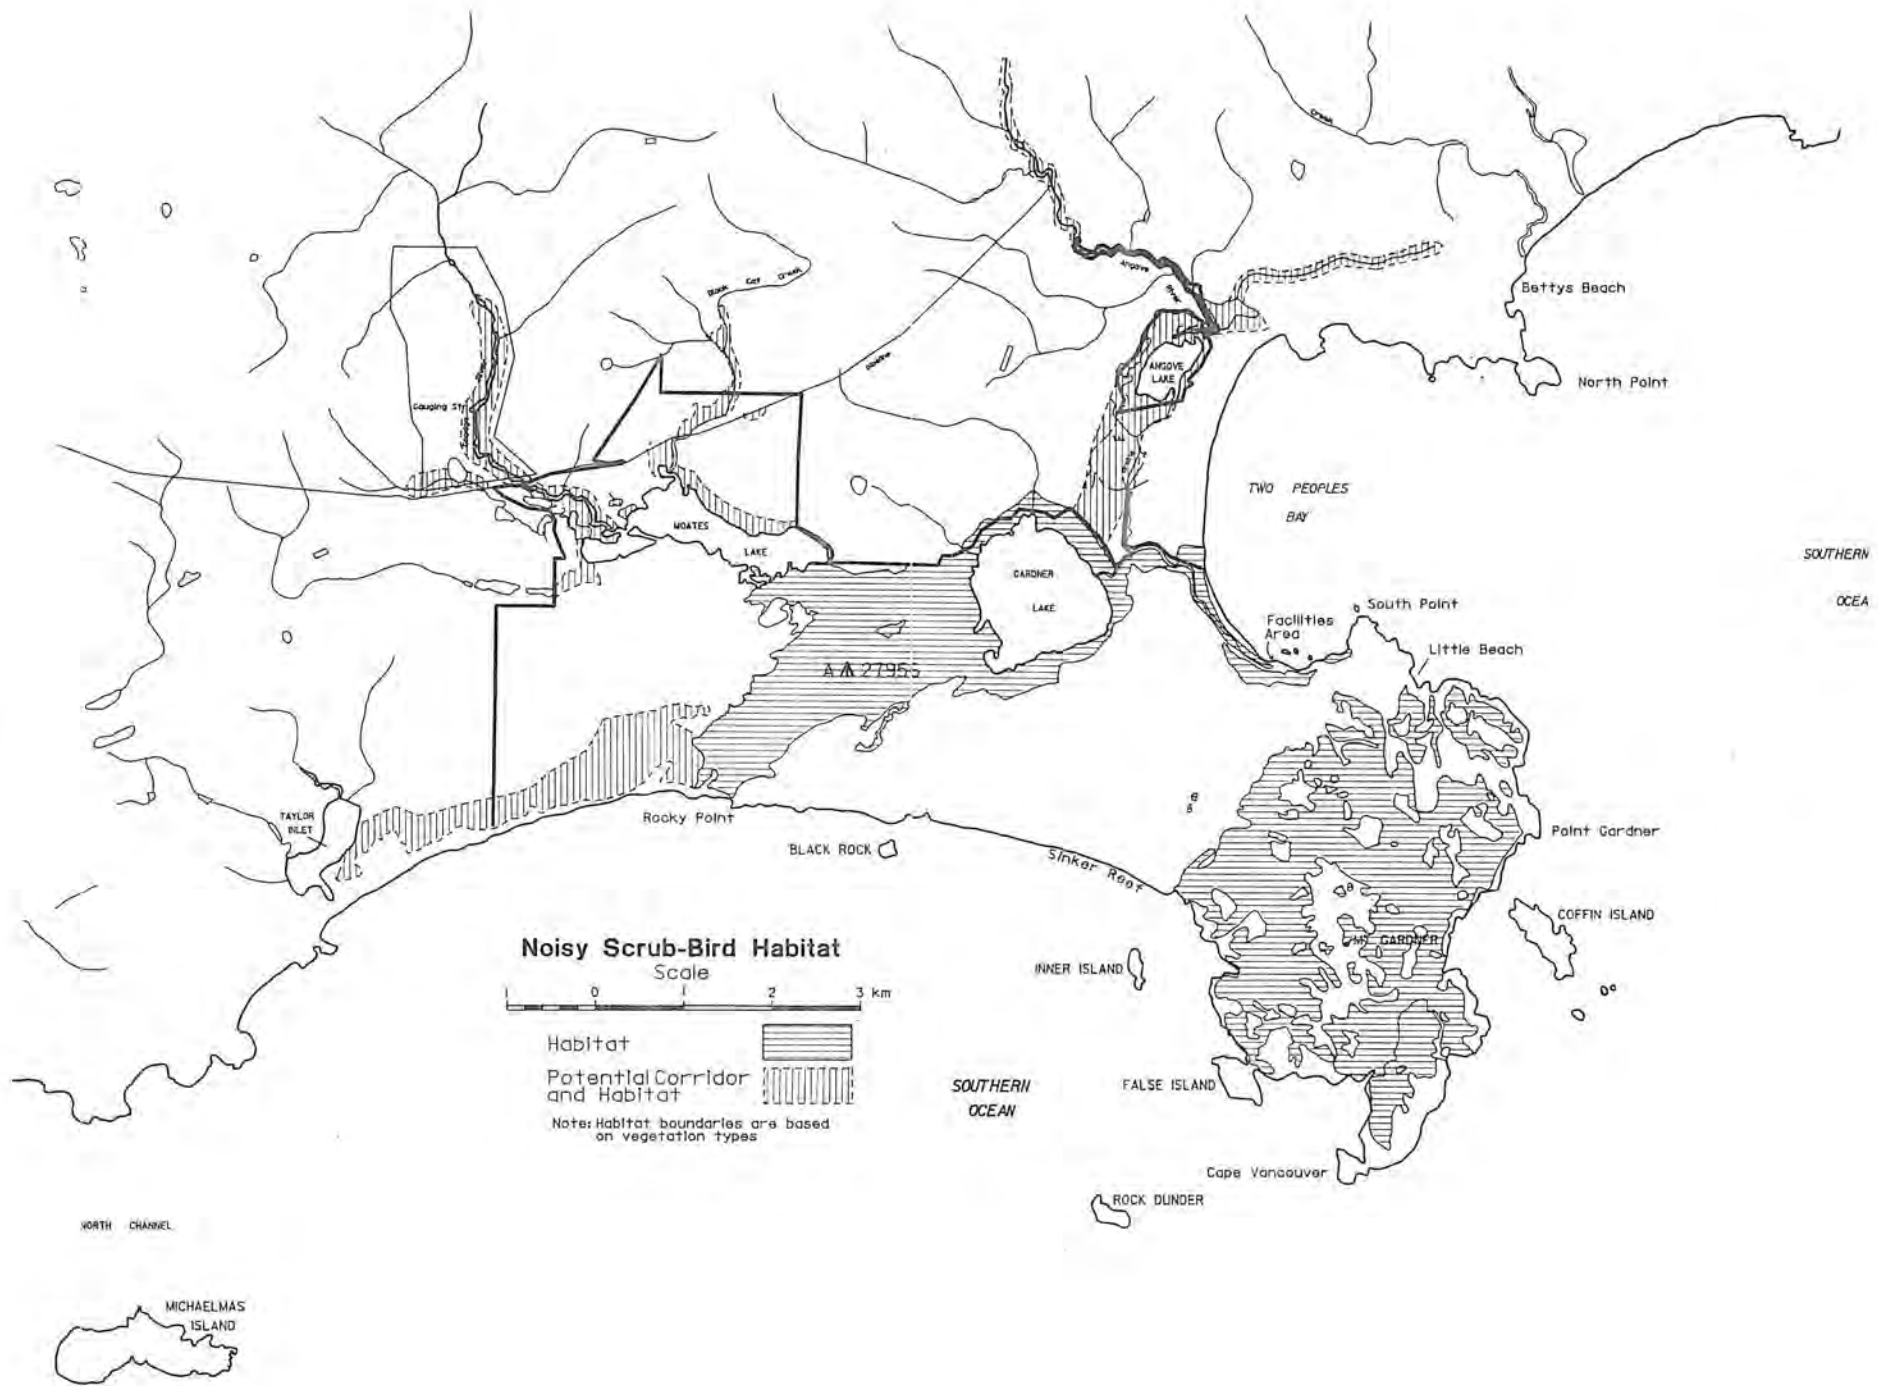 Creek
Angove
River
Black Cat Creek
Bettys Beach
North Point
ANGOVE
LAKE
Gauging Stn
TWO PEOPLES
BAY
MOATES
LAKE
SOUTHERN
OCEA
GARDNER
LAKE
South Point
Facilities
Area
Little Beach
A 27956
TAYLOR
INLET
Rocky Point
BLACK ROCK
Sinker Reef
Point Gardner
COFFIN ISLAND
Mt GARDNER
INNER ISLAND
Noisy Scrub-Bird Habitat
Scale
1 0 1 2 3 km
Habitat
Potential Corridor
and Habitat
Note: Habitat boundaries are based
on vegetation types
SOUTHERN
OCEAN
FALSE ISLAND
Cape Vancouver
ROCK DUNDER
NORTH CHANNEL
MICHAELMAS
ISLAND